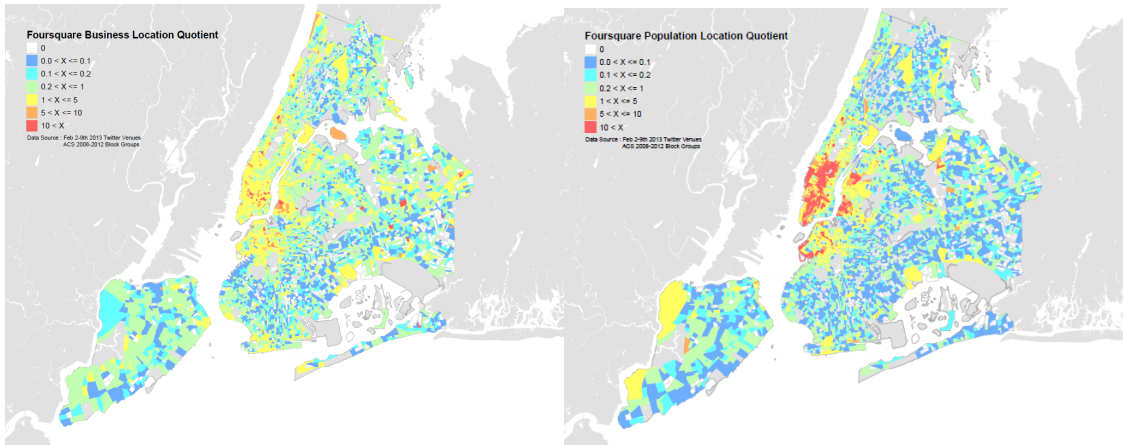 Foursquare Business Location Quotient
0
0.0 < X <= 0.1
0.1 < X <= 0.2
0.2 < X <= 1
1 < X <= 5
5 < X <= 10
10 < X
Data Source : Feb 2-9th 2013 Twitter Venues
ACS 2008-2012 Block Groups
Foursquare Population Location Quotient
0
0.0 < X <= 0.1
0.1 < X <= 0.2
0.2 < X <= 1
1 < X <= 5
5 < X <= 10
10 < X
Data Source : Feb 2-9th 2013 Twitter Venues
ACS 2008-2012 Block Groups